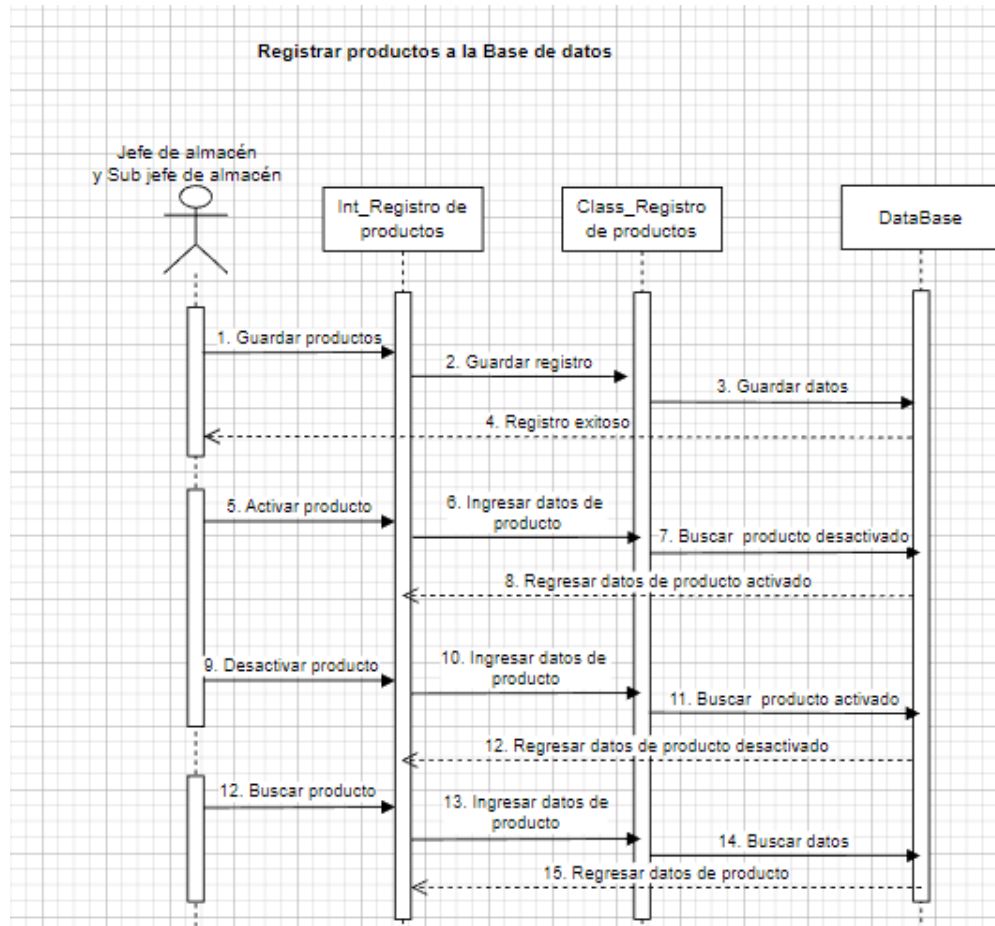 Registrar productos a la Base de datos
Jefe de almacén
y Sub jefe de almacén
Int_Registro de
productos
Class_Registro
de productos
DataBase
1. Guardar productos
2. Guardar registro
3. Guardar datos
4. Registro exitoso
5. Activar producto
6. Ingresar datos de
producto
7. Buscar producto desactivado
8. Regresar datos de producto activado
9. Desactivar producto
10. Ingresar datos de
producto
11. Buscar producto activado
12. Regresar datos de producto desactivado
12. Buscar producto
13. Ingresar datos de
producto
14. Buscar datos
15. Regresar datos de producto